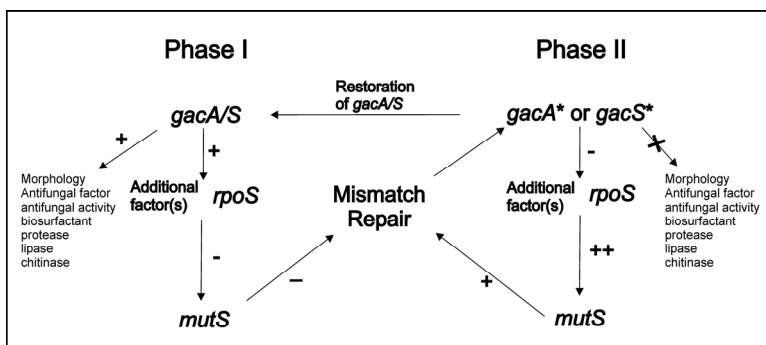 Phase I
Phase II
Restoration
of gacA/S
gacA/S
gacA* or gacS*
+
+
-
Morphology
Antifungal factor
antifungal activity
biosurfactant
protease
lipase
chitinase
Additional
factor(s)
rpoS
Mismatch
Repair
Additional
factor(s)
rpoS
Morphology
Antifungal factor
antifungal activity
biosurfactant
protease
lipase
chitinase
-
++
–
+
mutS
mutS